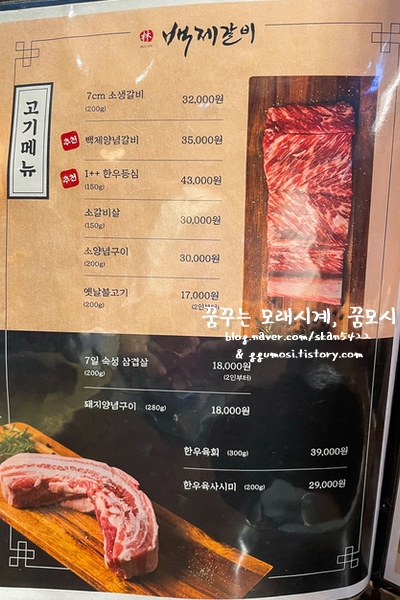 백제갈비
고기메뉴
7cm 소생갈비 32,000원
(200g)
추천 백제양념갈비 35,000원
추천 1++ 한우등심 43,000원
(150g)
소갈비살 30,000원
(150g)
소양념구이 30,000원
(200g)
옛날불고기 17,000원
(200g) (2인부터)
꿈꾸는 모래시계, 꿈모시
& ggumosi.tistory.com
7일 숙성 삼겹살 18,000원
(200g) (2인부터)
돼지양념구이 (280g) 18,000원
한우육회 (300g) 39,000원
한우육사시미 (200g) 29,000원